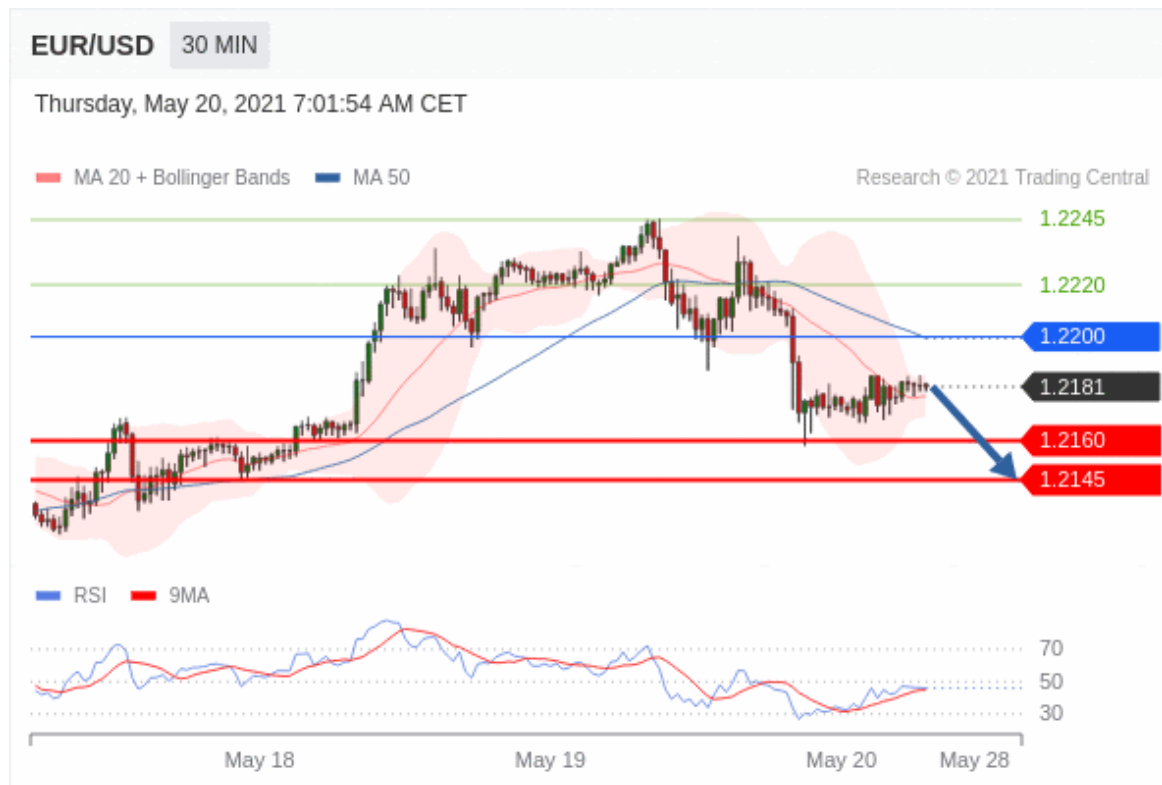 EUR/USD 30 MIN
Thursday, May 20, 2021 7:01:54 AM CET
MA 20 + Bollinger Bands MA 50 Research © 2021 Trading Central
1.2245
1.2220
1.2200
1.2181
1.2160
1.2145
RSI 9MA
70
50
30
May 18 May 19 May 20 May 28